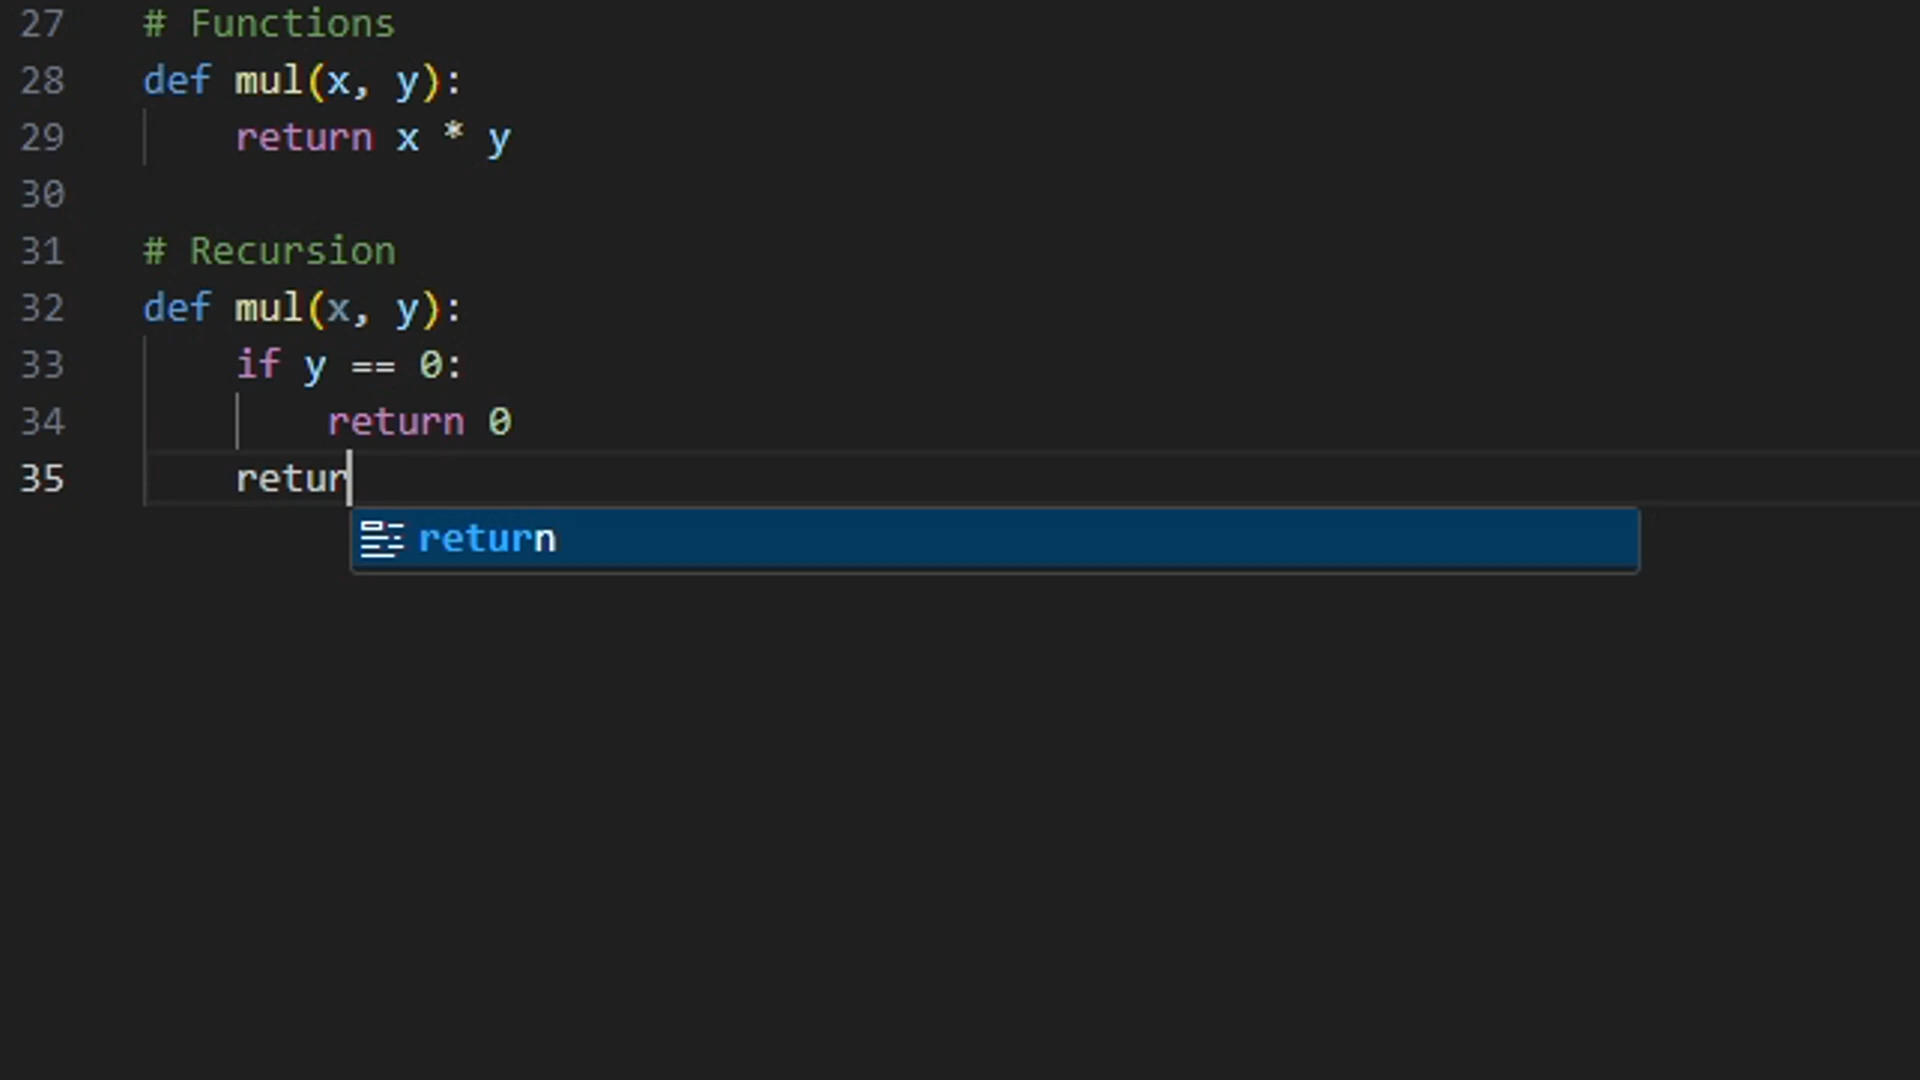 27 # Functions
28 def mul(x, y):
29     return x * y
30
31 # Recursion
32 def mul(x, y):
33     if y == 0:
34         return 0
35     retur
return